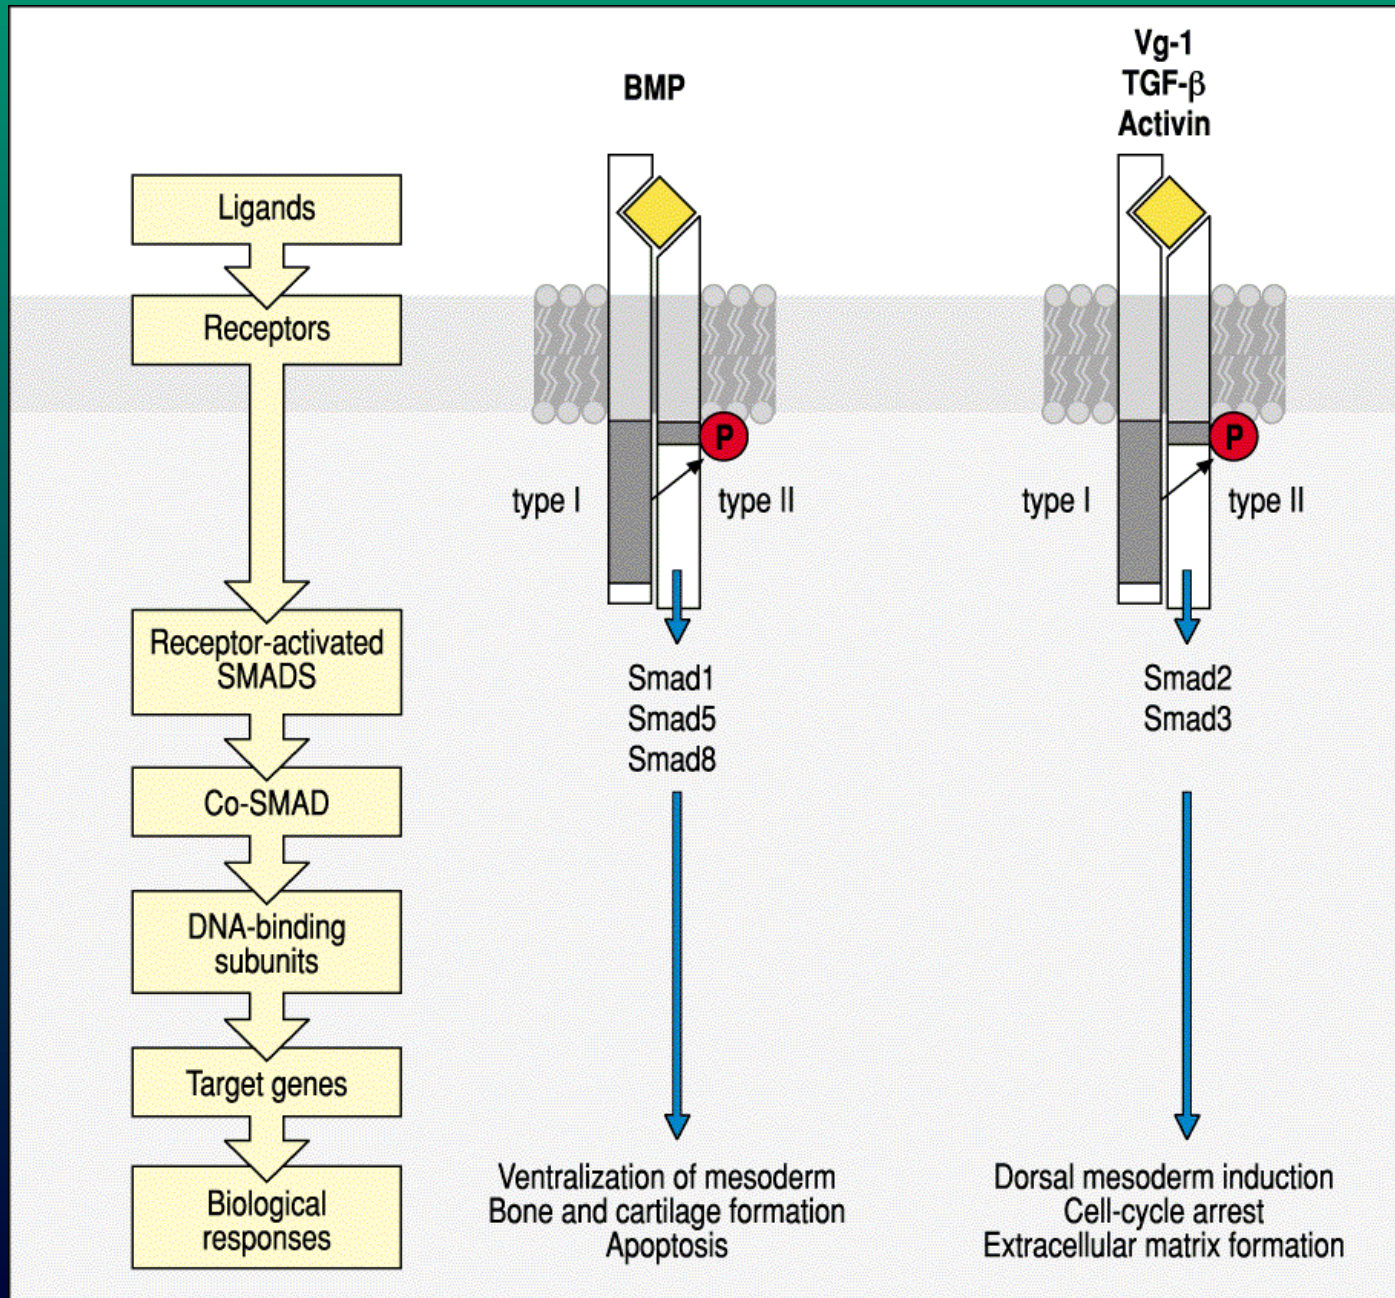 Ligands
Receptors
Receptor-activated
SMADS
Co-SMAD
DNA-binding
subunits
Target genes
Biological
responses
BMP
P
type I
type II
Smad1
Smad5
Smad8
Ventralization of mesoderm
Bone and cartilage formation
Apoptosis
Vg-1
TGF-β
Activin
P
type I
type II
Smad2
Smad3
Dorsal mesoderm induction
Cell-cycle arrest
Extracellular matrix formation